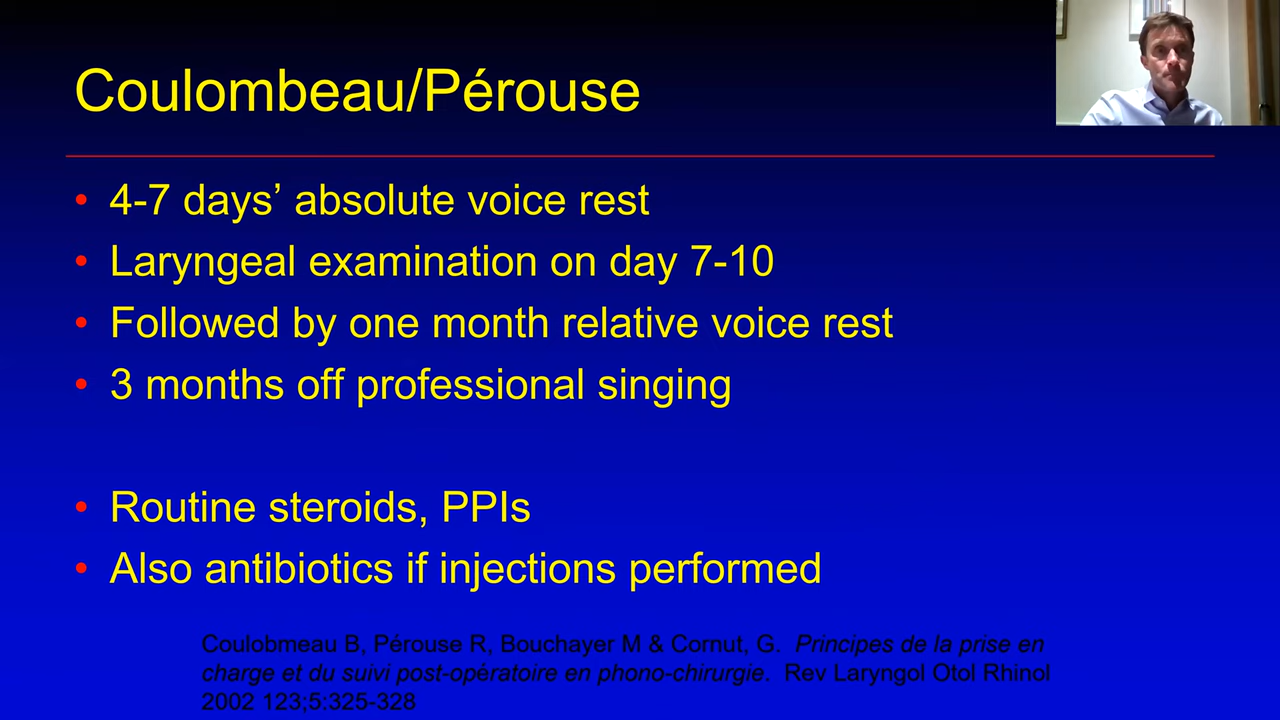 Coulombeau/Pérouse
• 4-7 days’ absolute voice rest
• Laryngeal examination on day 7-10
• Followed by one month relative voice rest
• 3 months off professional singing
• Routine steroids, PPIs
• Also antibiotics if injections performed
Coulobmeau B, Pérouse R, Bouchayer M & Cornut, G. Principes de la prise en
charge et du suivi post-opératoire en phono-chirurgie. Rev Laryngol Otol Rhinol
2002 123;5:325-328